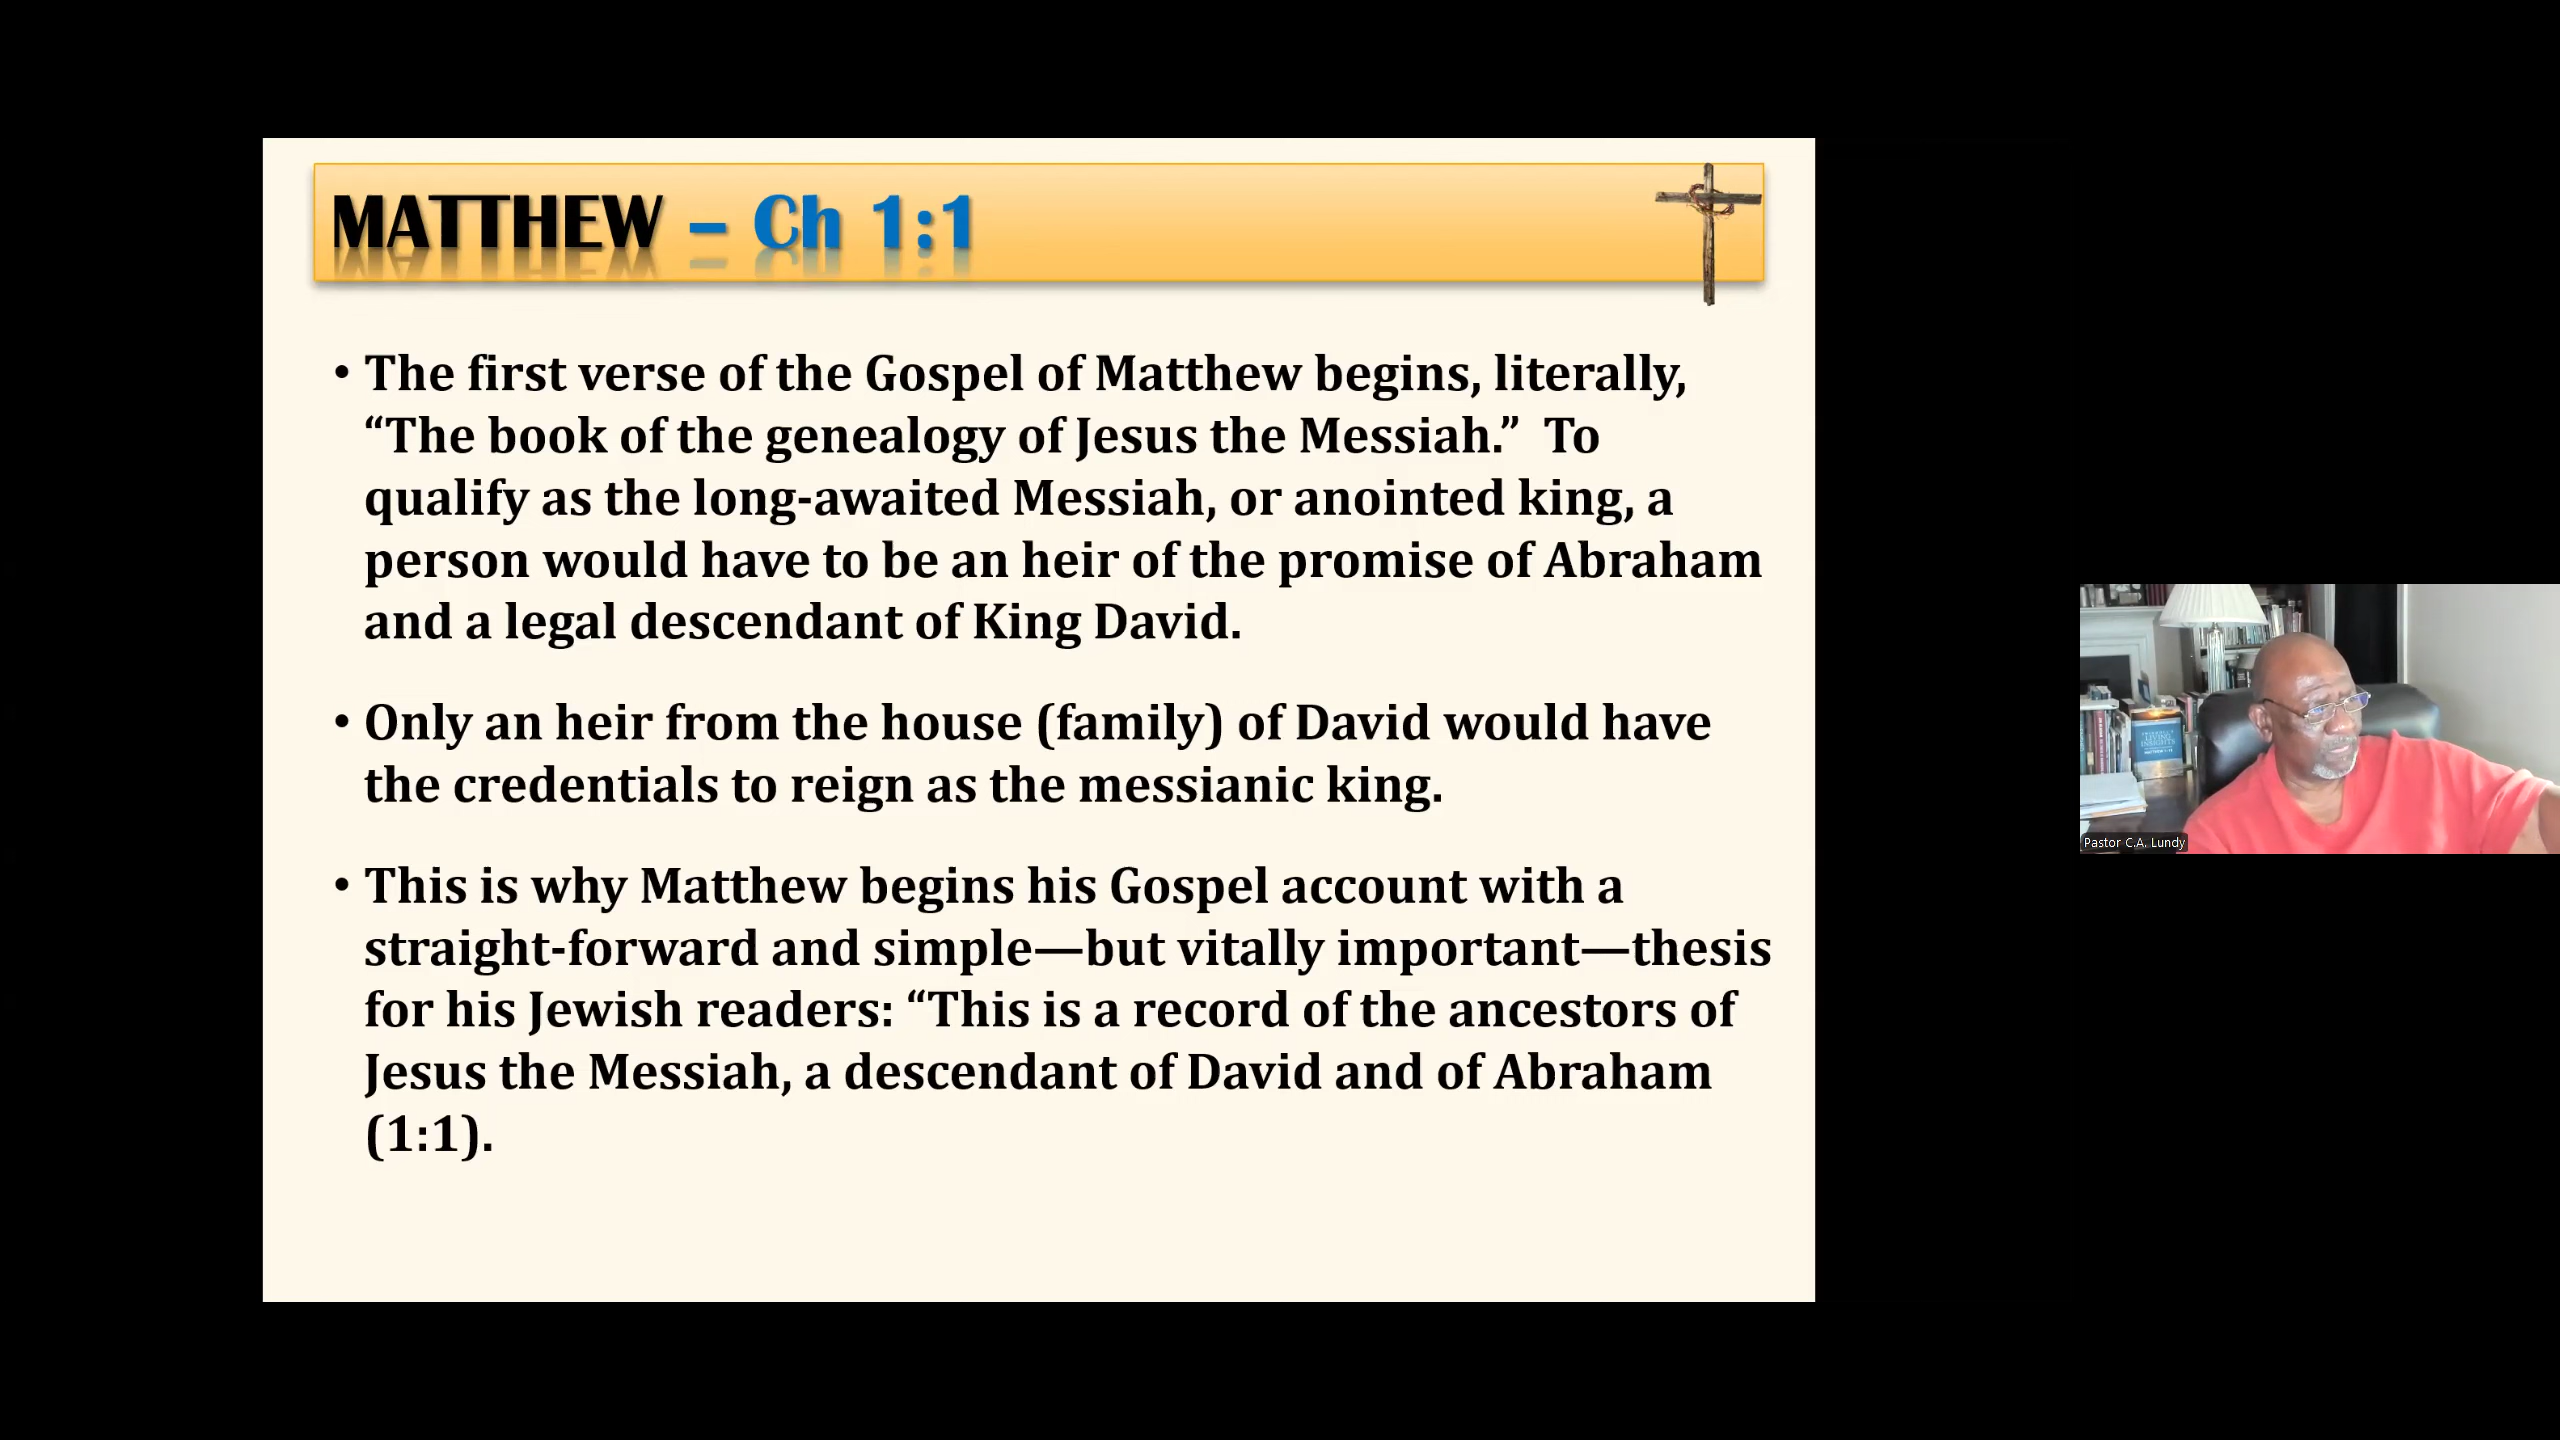 MATTHEW – Ch 1:1
• The first verse of the Gospel of Matthew begins, literally,
“The book of the genealogy of Jesus the Messiah.”  To
qualify as the long-awaited Messiah, or anointed king, a
person would have to be an heir of the promise of Abraham
and a legal descendant of King David.
• Only an heir from the house (family) of David would have
the credentials to reign as the messianic king.
• This is why Matthew begins his Gospel account with a
straight-forward and simple—but vitally important—thesis
for his Jewish readers: “This is a record of the ancestors of
Jesus the Messiah, a descendant of David and of Abraham
(1:1).
LIVING
INSIGHTS
Pastor C.A. Lundy